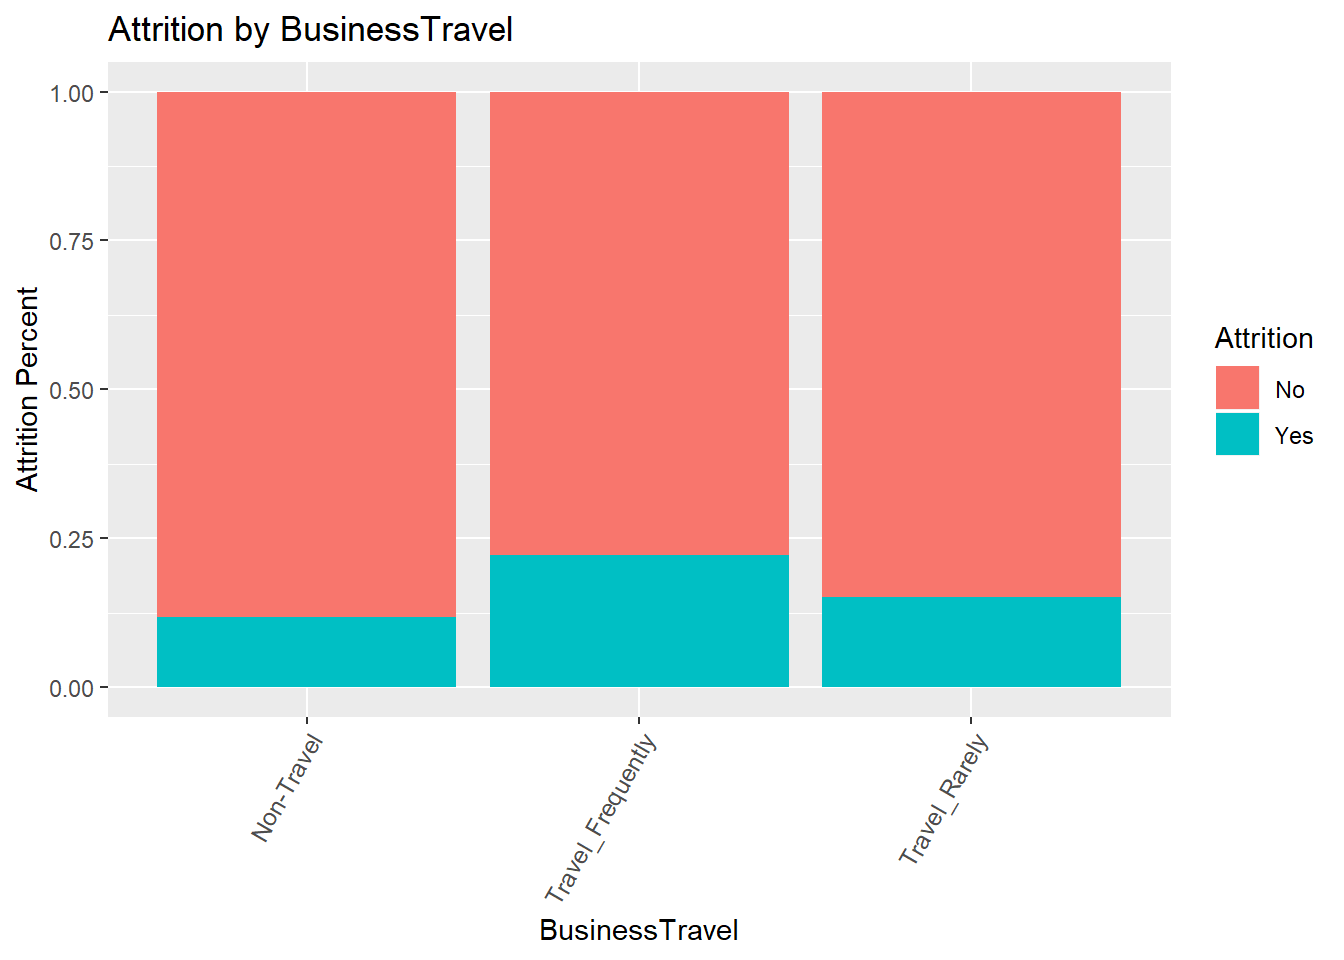 Attrition by BusinessTravel
1.00
0.75
0.50
0.25
0.00
Attrition Percent
Non-Travel
Travel_Frequently
Travel_Rarely
BusinessTravel
Attrition
No
Yes